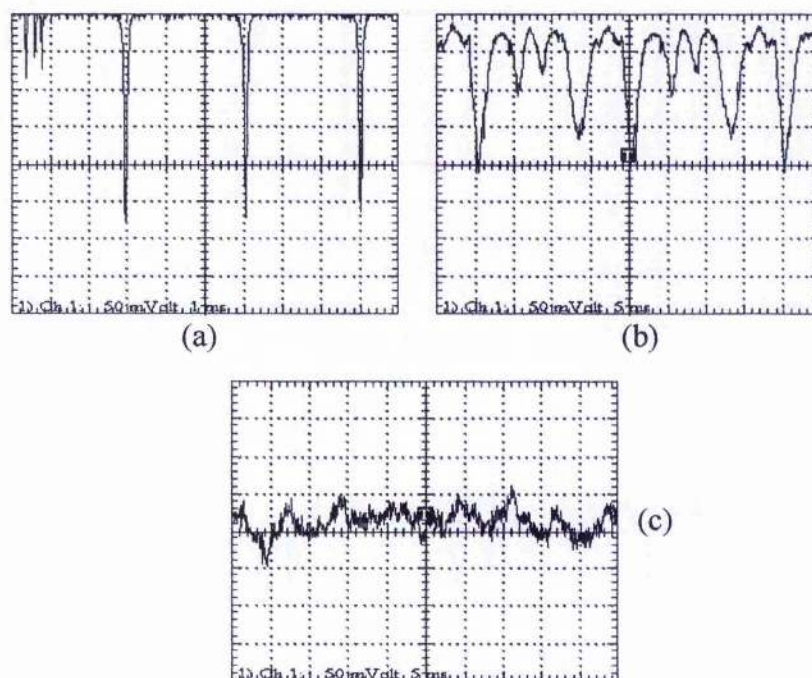 1) Ch 1: 50 mVolt 1 ms
1) Ch 1: 50 mVolt 5 ms
(a)
(b)
(c)
1) Ch 1: 50 mVolt 5 ms